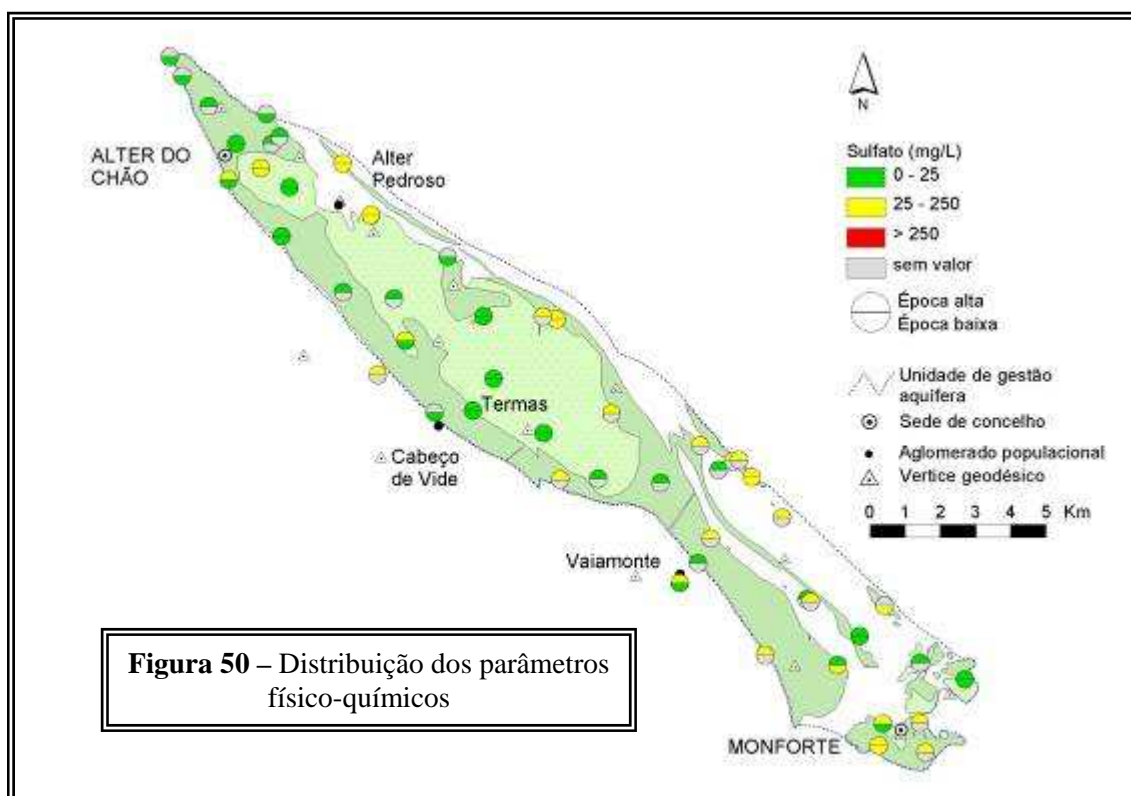 N
Sulfato (mg/L)
0 - 25
25 - 250
> 250
sem valor
Época alta
Época baixa
Unidade de gestão
aquífera
Sede de concelho
Aglomerado populacional
Vertice geodésico
0 1 2 3 4 5 Km
ALTER DO
CHÃO
Alter
Pedroso
Termas
Cabeço
de Vide
Vaiamonte
MONFORTE
Figura 50 – Distribuição dos parâmetros
físico-químicos